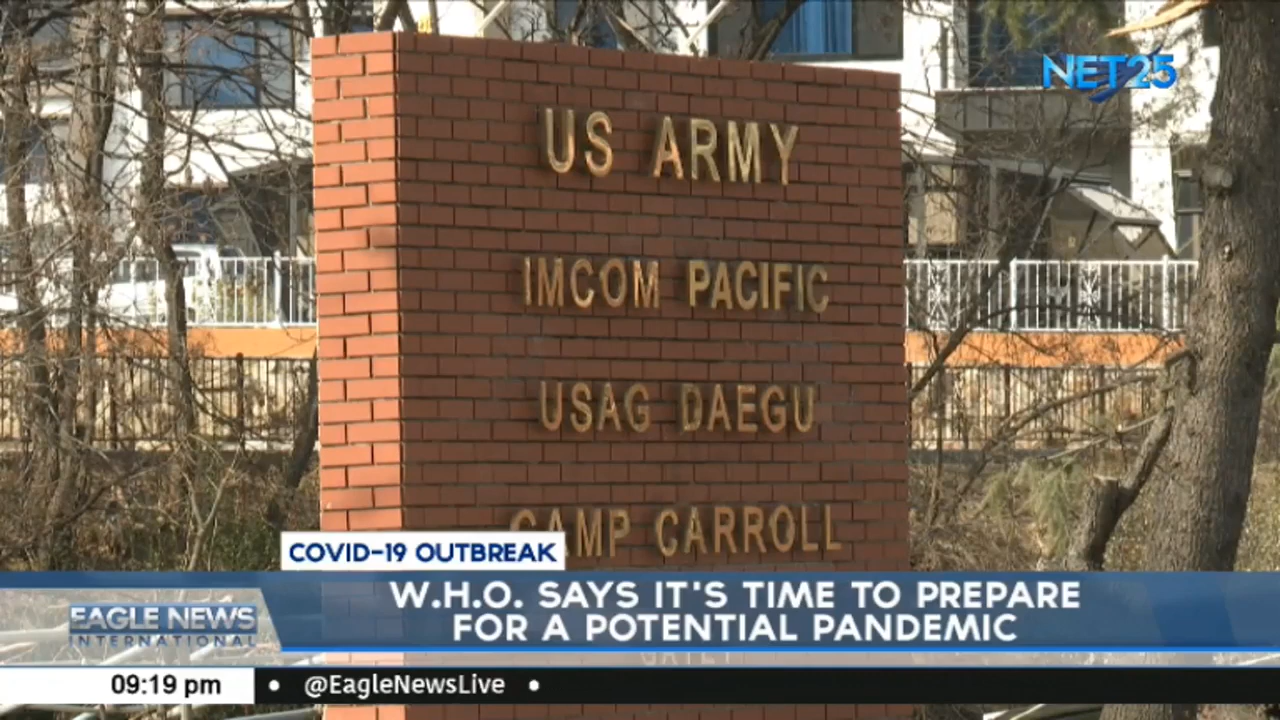 NET25
US ARMY
IMCOM PACIFIC
USAG DAEGU
CAMP CARROLL
COVID-19 OUTBREAK
W.H.O. SAYS IT'S TIME TO PREPARE
FOR A POTENTIAL PANDEMIC
EAGLE NEWS
INTERNATIONAL
09:19 pm
@EagleNewsLive